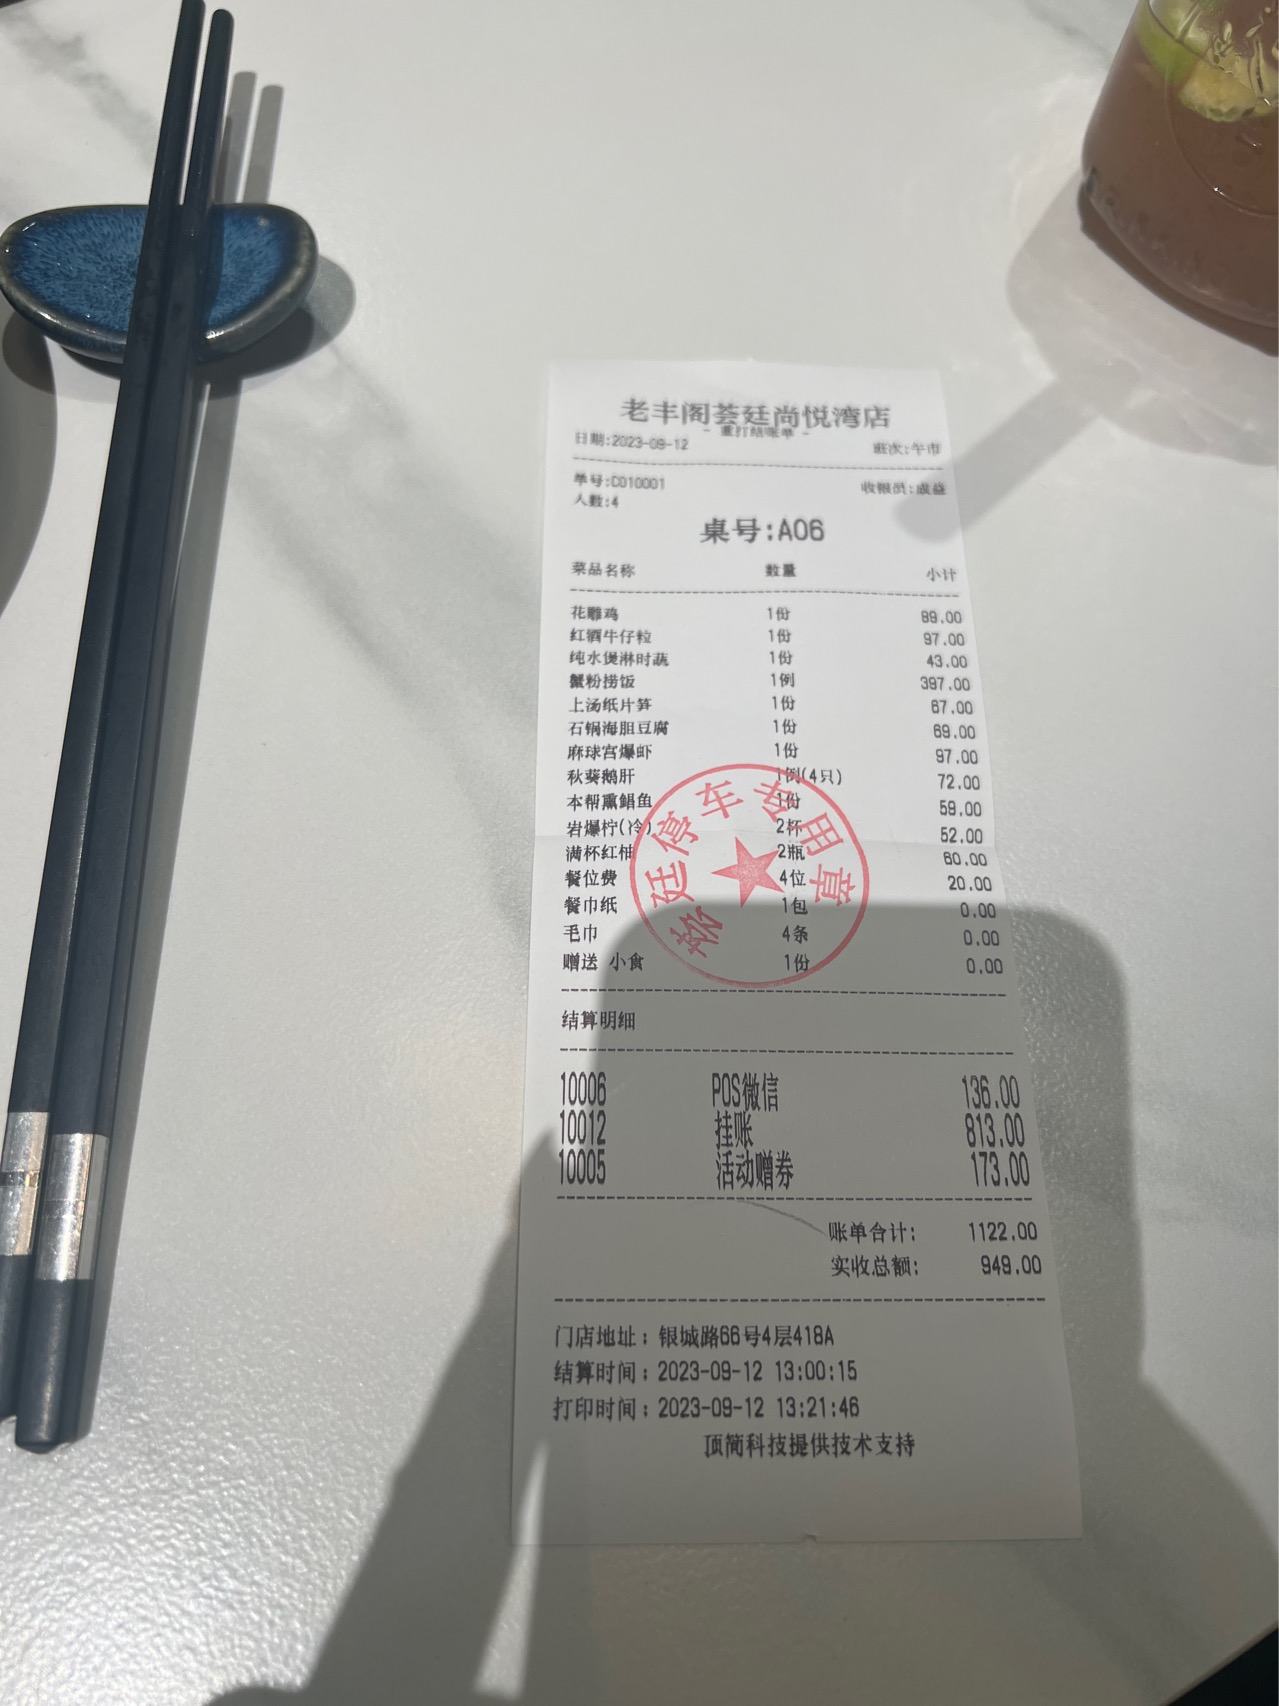 老丰阁荟廷尚悦湾店
- 重打结账单 -
日期:2023-09-12 班次:午市
单号:C010001 收银员:成益
人数:4
桌号:A06
菜品名称 数量 小计
花雕鸡 1份 89.00
红酒牛仔粒 1份 97.00
纯水煲淋时蔬 1份 43.00
蟹粉捞饭 1例 397.00
上汤纸片笋 1份 67.00
石锅海胆豆腐 1份 69.00
麻球宫爆虾 1份 97.00
秋葵鹅肝 1例(4只) 72.00
本帮熏鲳鱼 1份 59.00
岩爆柠(冷) 2杯 52.00
满杯红柚 2瓶 60.00
餐位费 4位 20.00
餐巾纸 1包 0.00
毛巾 4条 0.00
赠送 小食 1份 0.00
荟廷停车专用章
结算明细
10006 POS微信 136.00
10012 挂账 813.00
10005 活动赠券 173.00
账单合计: 1122.00
实收总额: 949.00
门店地址：银城路66号4层418A
结算时间：2023-09-12 13:00:15
打印时间：2023-09-12 13:21:46
顶简科技提供技术支持